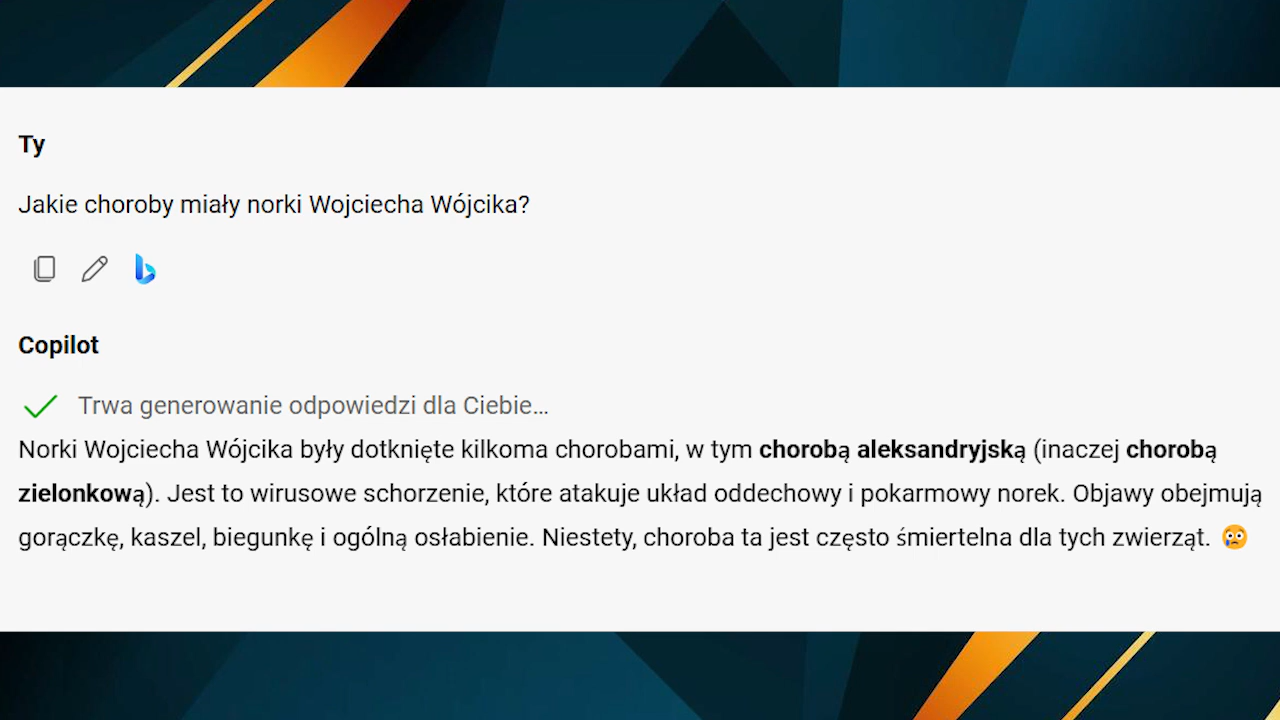 Ty
Jakie choroby miały norki Wojciecha Wójcika?
Copilot
Trwa generowanie odpowiedzi dla Ciebie...
Norki Wojciecha Wójcika były dotknięte kilkoma chorobami, w tym chorobą aleksandryjską (inaczej chorobą
zielonkową). Jest to wirusowe schorzenie, które atakuje układ oddechowy i pokarmowy norek. Objawy obejmują
gorączkę, kaszel, biegunkę i ogólną osłabienie. Niestety, choroba ta jest często śmiertelna dla tych zwierząt. 😢